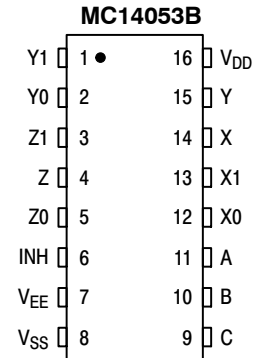 MC14053B
Y1 1 16 VDD
Y0 2 15 Y
Z1 3 14 X
Z 4 13 X1
Z0 5 12 X0
INH 6 11 A
VEE 7 10 B
VSS 8 9 C